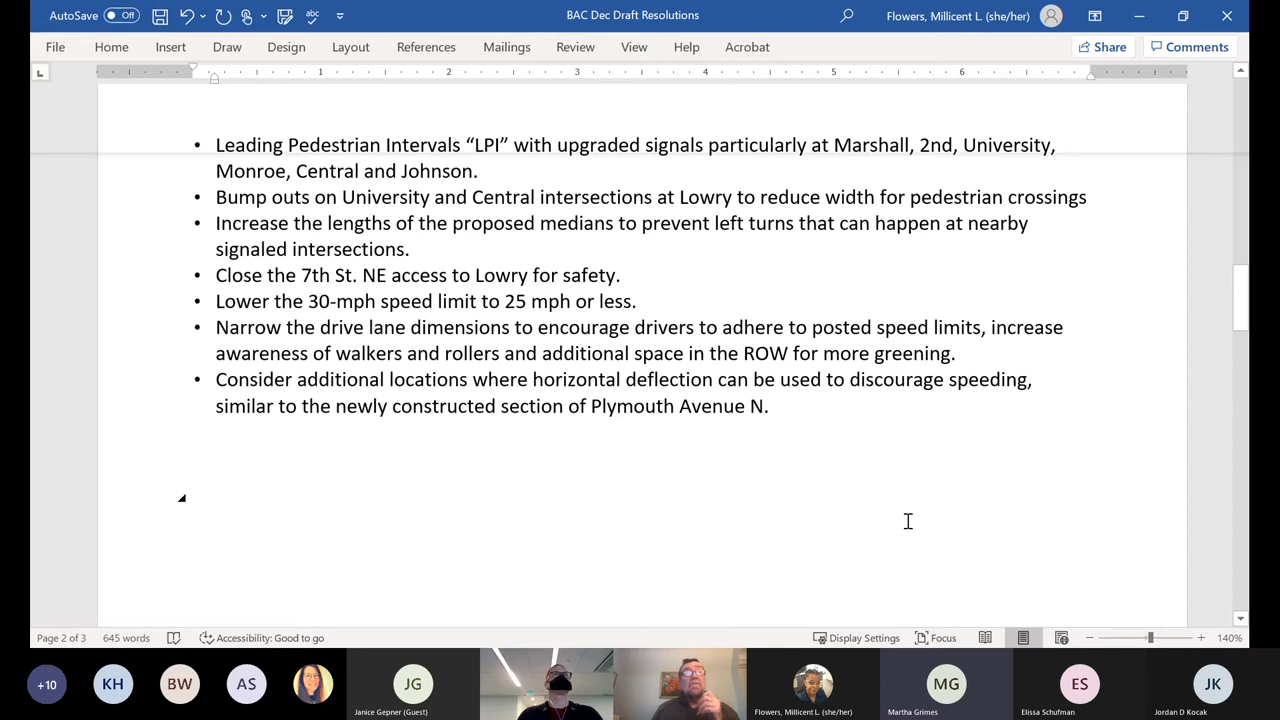 AutoSave Off
BAC Dec Draft Resolutions
Flowers, Millicent L. (she/her)
File Home Insert Draw Design Layout References Mailings Review View Help Acrobat
Share Comments
1 2 3 4 5 6
• Leading Pedestrian Intervals “LPI” with upgraded signals particularly at Marshall, 2nd, University,
Monroe, Central and Johnson.
• Bump outs on University and Central intersections at Lowry to reduce width for pedestrian crossings
• Increase the lengths of the proposed medians to prevent left turns that can happen at nearby
signaled intersections.
• Close the 7th St. NE access to Lowry for safety.
• Lower the 30-mph speed limit to 25 mph or less.
• Narrow the drive lane dimensions to encourage drivers to adhere to posted speed limits, increase
awareness of walkers and rollers and additional space in the ROW for more greening.
• Consider additional locations where horizontal deflection can be used to discourage speeding,
similar to the newly constructed section of Plymouth Avenue N.
Page 2 of 3 645 words Accessibility: Good to go Display Settings Focus 140%
+10 KH BW AS JG MG ES JK
Janice Gepner (Guest) Flowers, Millicent L. (she/her) Martha Grimes Elissa Schufman Jordan D Kocak